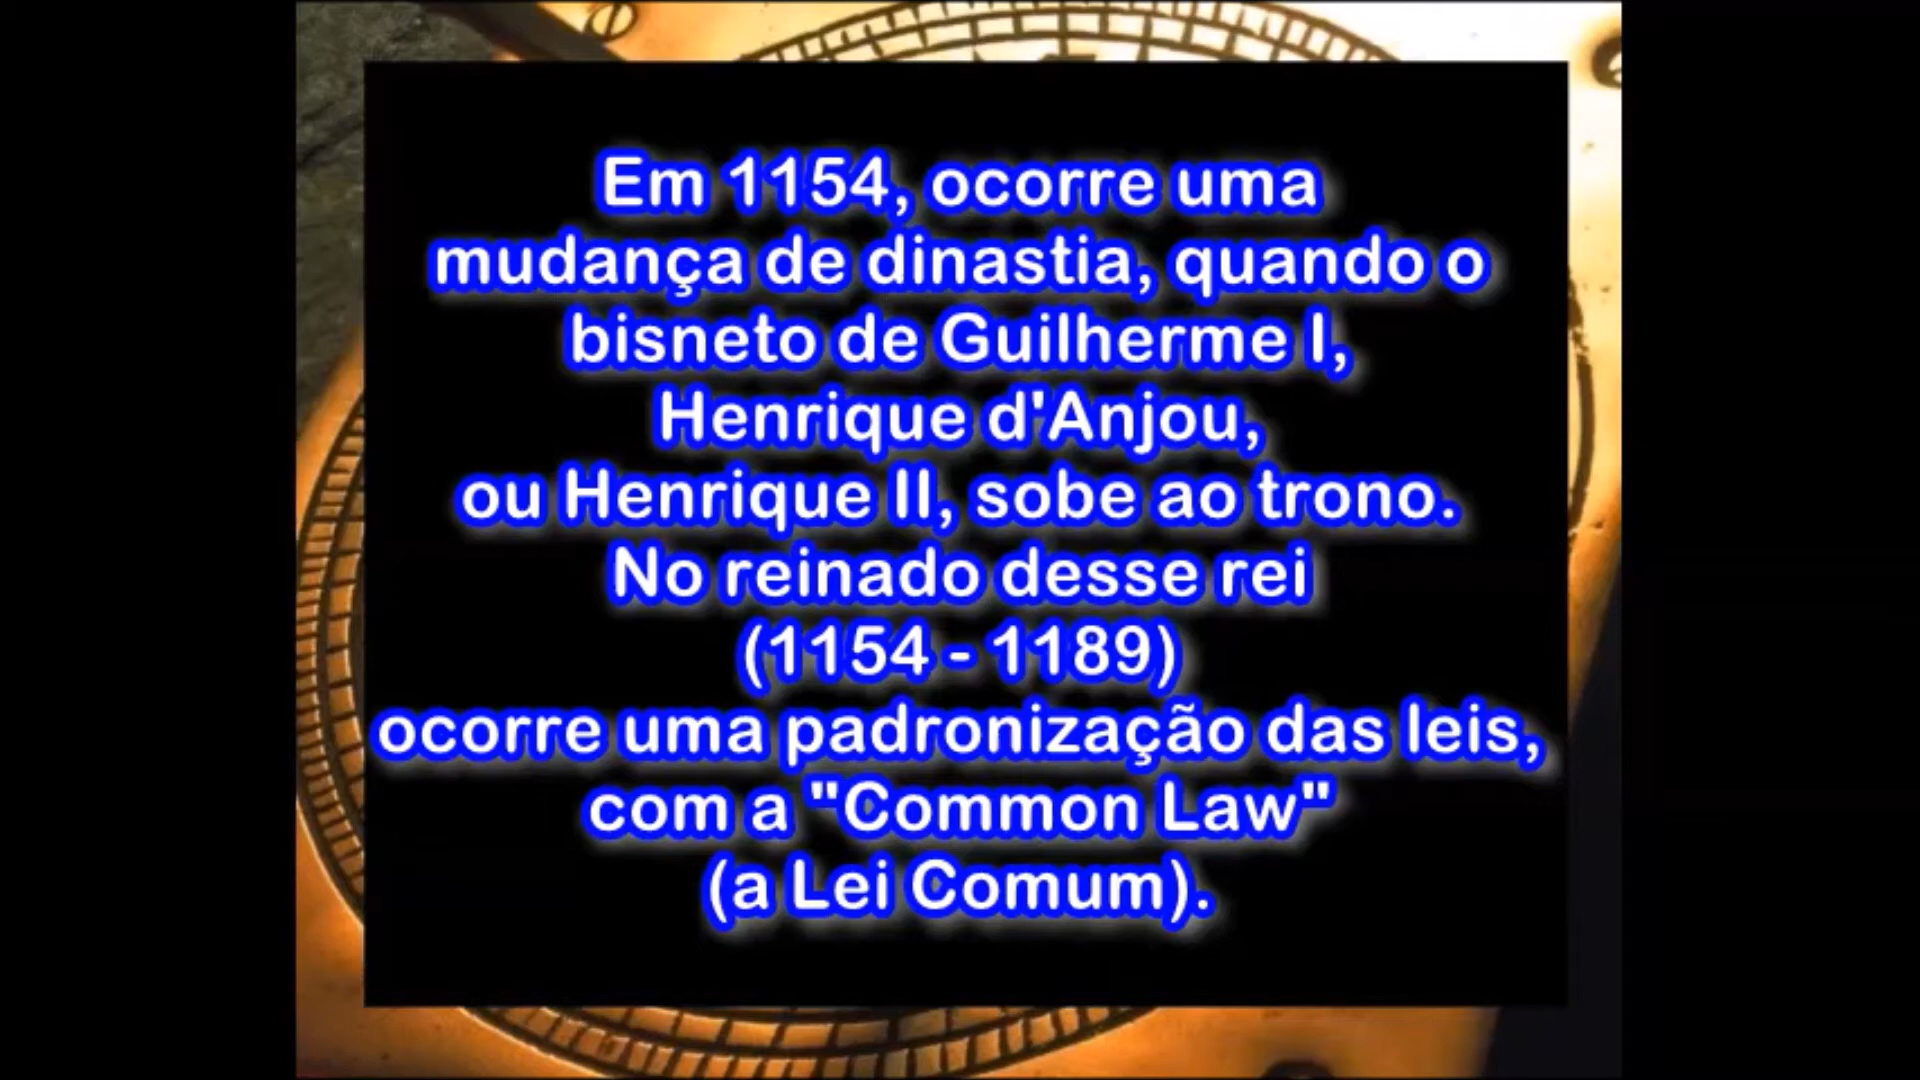 Em 1154, ocorre uma
mudança de dinastia, quando o
bisneto de Guilherme I,
Henrique d'Anjou,
ou Henrique II, sobe ao trono.
No reinado desse rei
(1154 - 1189)
ocorre uma padronização das leis,
com a "Common Law"
(a Lei Comum).